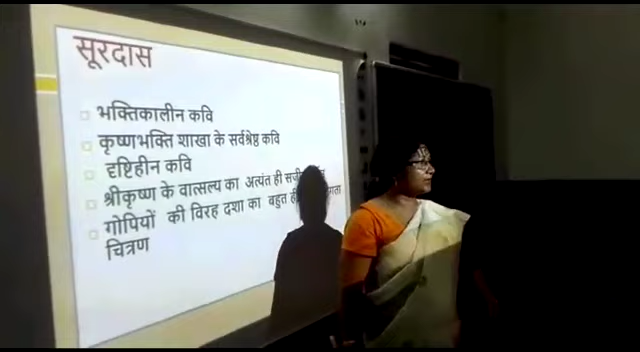 सूरदास
भक्तिकालीन कवि
कृष्णभक्ति शाखा के सर्वश्रेष्ठ कवि
दृष्टिहीन कवि
श्रीकृष्ण के वात्सल्य का अत्यंत ही
गोपियों की विरह दशा का बहुत ही
चित्रण